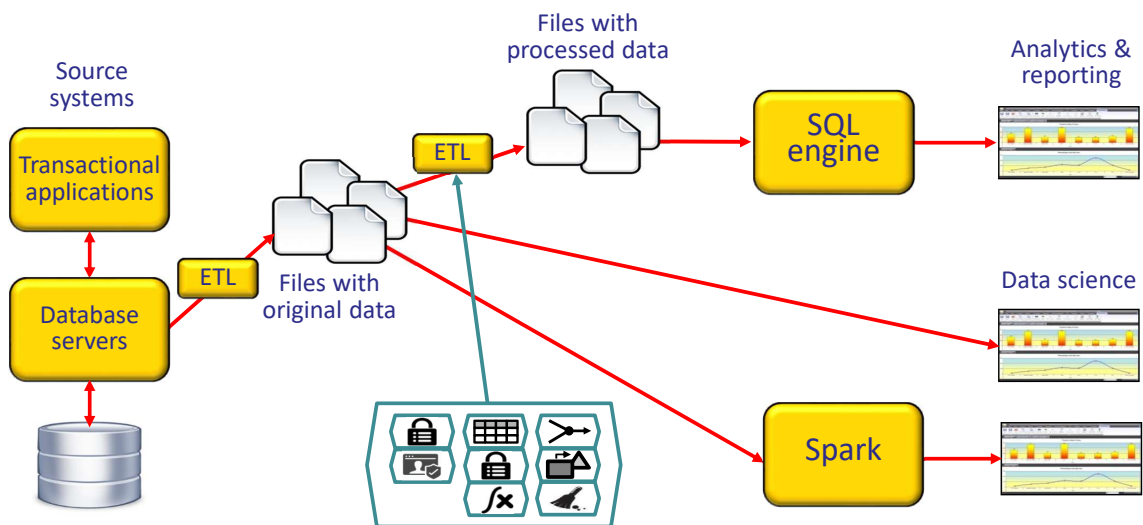 Source
systems
Transactional
applications
Database
servers
ETL
Files with
original data
ETL
Files with
processed data
SQL
engine
Analytics &
reporting
Data science
Spark
∫x